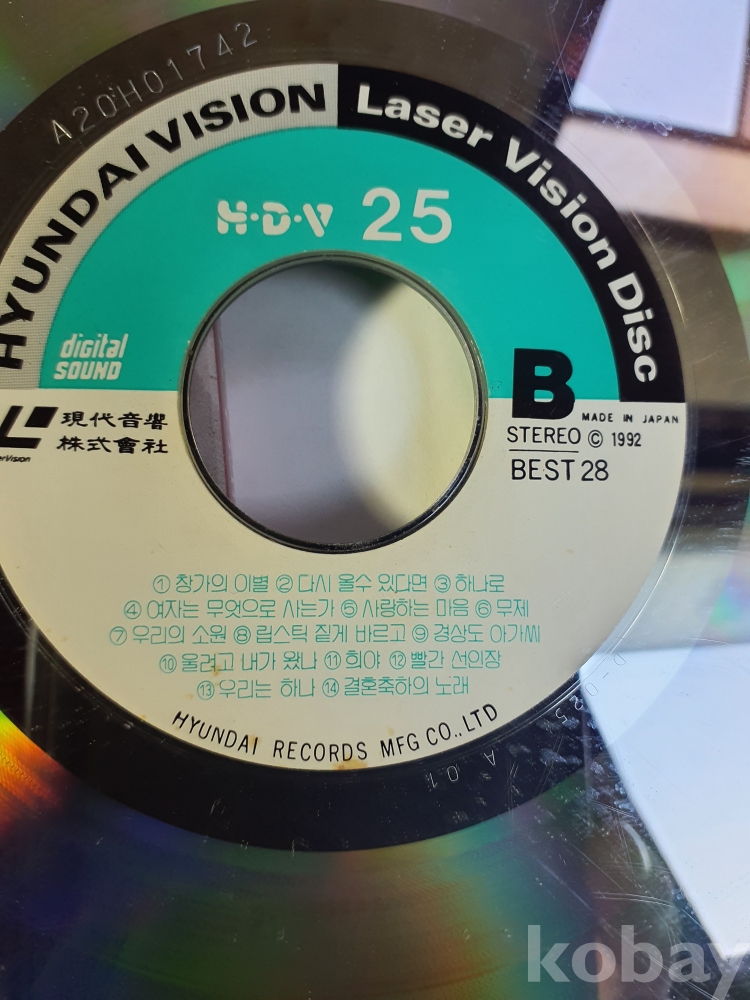 A20H01742
HYUNDAI VISION
Laser Vision Disc
H·D·V 25
digital
SOUND
B
MADE IN JAPAN
現代音響
株式會社
STEREO © 1992
BEST 28
① 창가의 이별 ② 다시 올수 있다면 ③ 하나로
④ 여자는 무엇으로 사는가 ⑤ 사랑하는 마음 ⑥ 무제
⑦ 우리의 소원 ⑧ 립스틱 짙게 바르고 ⑨ 경상도 아가씨
⑩ 울려고 내가 왔나 ⑪ 희야 ⑫ 빨간 선인장
⑬ 우리는 하나 ⑭ 결혼축하의 노래
HYUNDAI RECORDS MFG CO., LTD
kobay